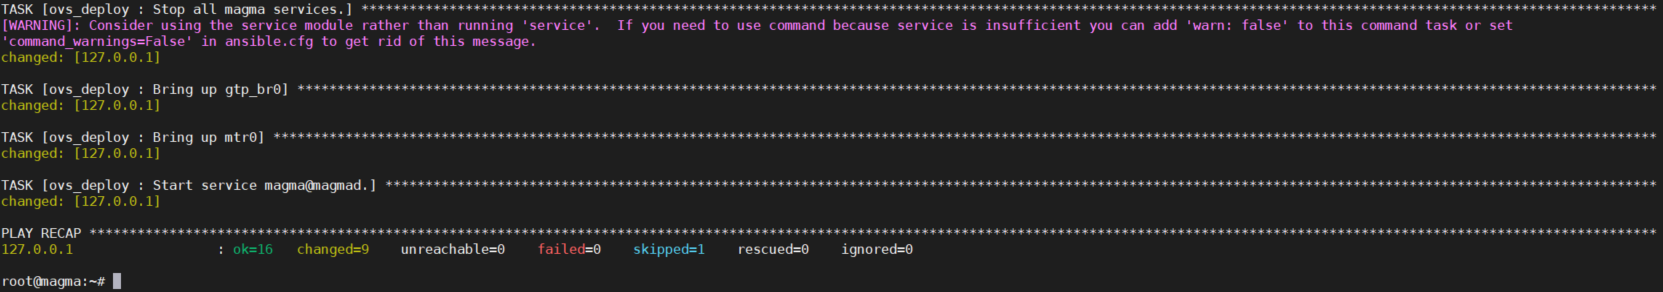 TASK [ovs_deploy : Stop all magma services.] ******************************************************************************************************************************************************************
[WARNING]: Consider using the service module rather than running 'service'.  If you need to use command because service is insufficient you can add 'warn: false' to this command task or set
'command_warnings=False' in ansible.cfg to get rid of this message.
changed: [127.0.0.1]
TASK [ovs_deploy : Bring up gtp_br0] **************************************************************************************************************************************************************************
changed: [127.0.0.1]
TASK [ovs_deploy : Bring up mtr0] *****************************************************************************************************************************************************************************
changed: [127.0.0.1]
TASK [ovs_deploy : Start service magma@magmad.] ***************************************************************************************************************************************************************
changed: [127.0.0.1]
PLAY RECAP ****************************************************************************************************************************************************************************************************
127.0.0.1                  : ok=16   changed=9    unreachable=0    failed=0    skipped=1    rescued=0    ignored=0
root@magma:~#